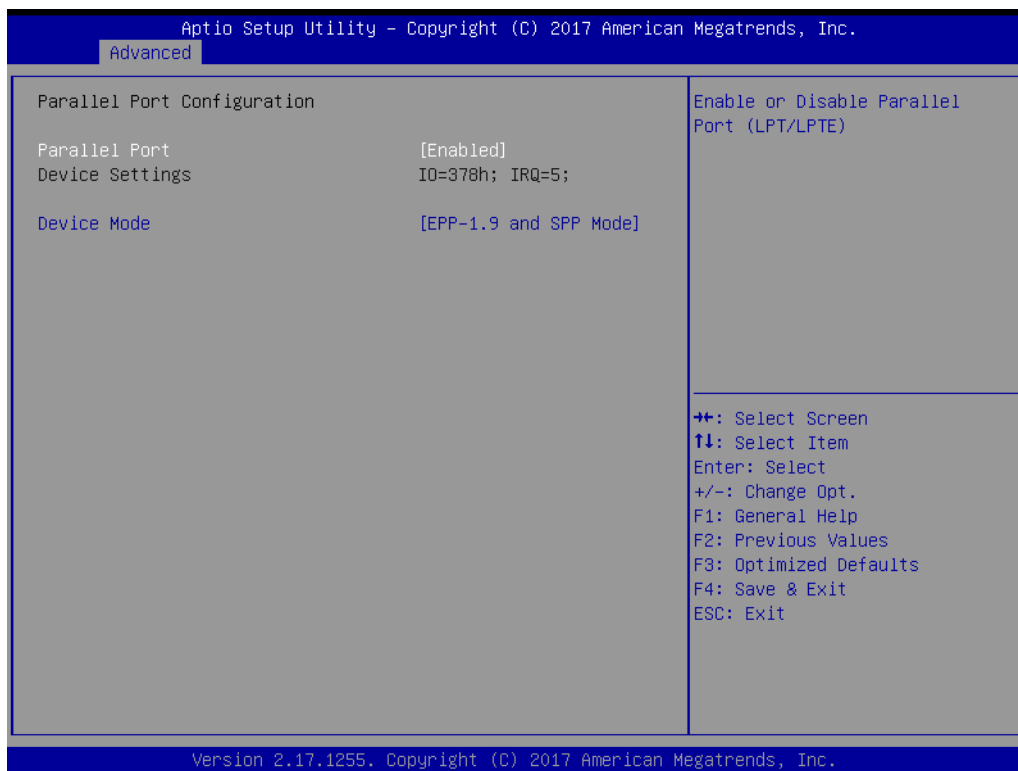 Aptio Setup Utility – Copyright (C) 2017 American Megatrends, Inc.
Advanced
Parallel Port Configuration
Parallel Port [Enabled]
Device Settings IO=378h; IRQ=5;
Device Mode [EPP-1.9 and SPP Mode]
Enable or Disable Parallel
Port (LPT/LPTE)
→←: Select Screen
↑↓: Select Item
Enter: Select
+/-: Change Opt.
F1: General Help
F2: Previous Values
F3: Optimized Defaults
F4: Save & Exit
ESC: Exit
Version 2.17.1255. Copyright (C) 2017 American Megatrends, Inc.